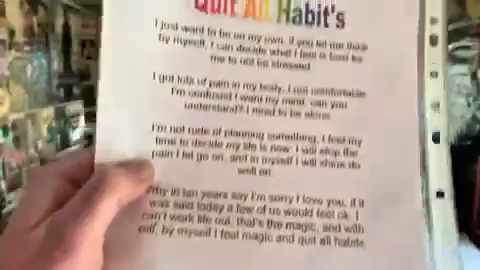 Quit All Habit's
I just want to be on my own, if you let me think
by myself, I can decide what I feel is best for
me to not be stressed
I got lots of pain in my body, I not comfortable
I'm confused I want my mind, can you
understand? I need to be alone
I'm not rude of planning something, I feel my
time to decide my life is now. I will stop the
pain I let go on, and in myself I will shine do
well on.
Why in ten years say I'm sorry I love you, if it
was said today a few of us would feel ok. I
can't work life out, that's the magic, and with
self, by myself I feel magic and quit all habits